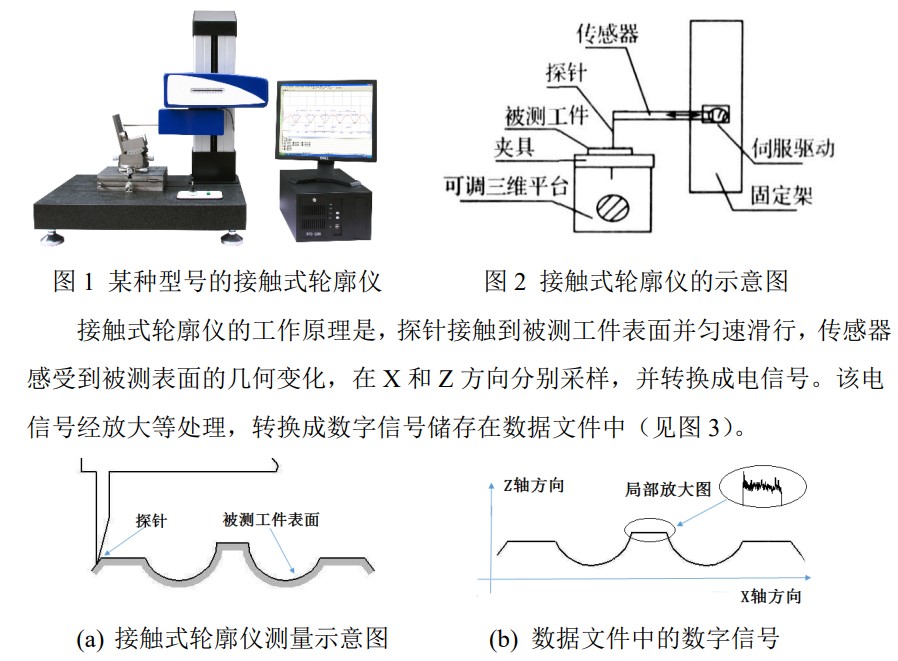 传感器
探针
被测工件
夹具
可调三维平台
伺服驱动
固定架
图 1 某种型号的接触式轮廓仪
图 2 接触式轮廓仪的示意图
接触式轮廓仪的工作原理是，探针接触到被测工件表面并匀速滑行，传感器
感受到被测表面的几何变化，在 X 和 Z 方向分别采样，并转换成电信号。该电
信号经放大等处理，转换成数字信号储存在数据文件中（见图 3）。
探针
被测工件表面
Z轴方向
局部放大图
X轴方向
(a) 接触式轮廓仪测量示意图
(b) 数据文件中的数字信号